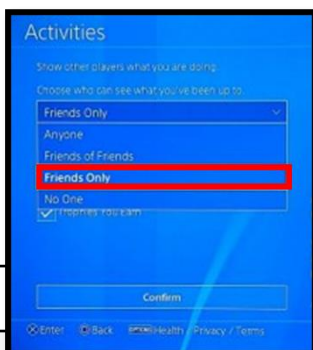 Activities
Show other players what you are doing.
Choose who can see what you've been up to.
Friends Only
Anyone
Friends of Friends
Friends Only
No One
Trophies You Earn
Confirm
Enter Back OPTIONS Health / Privacy / Terms